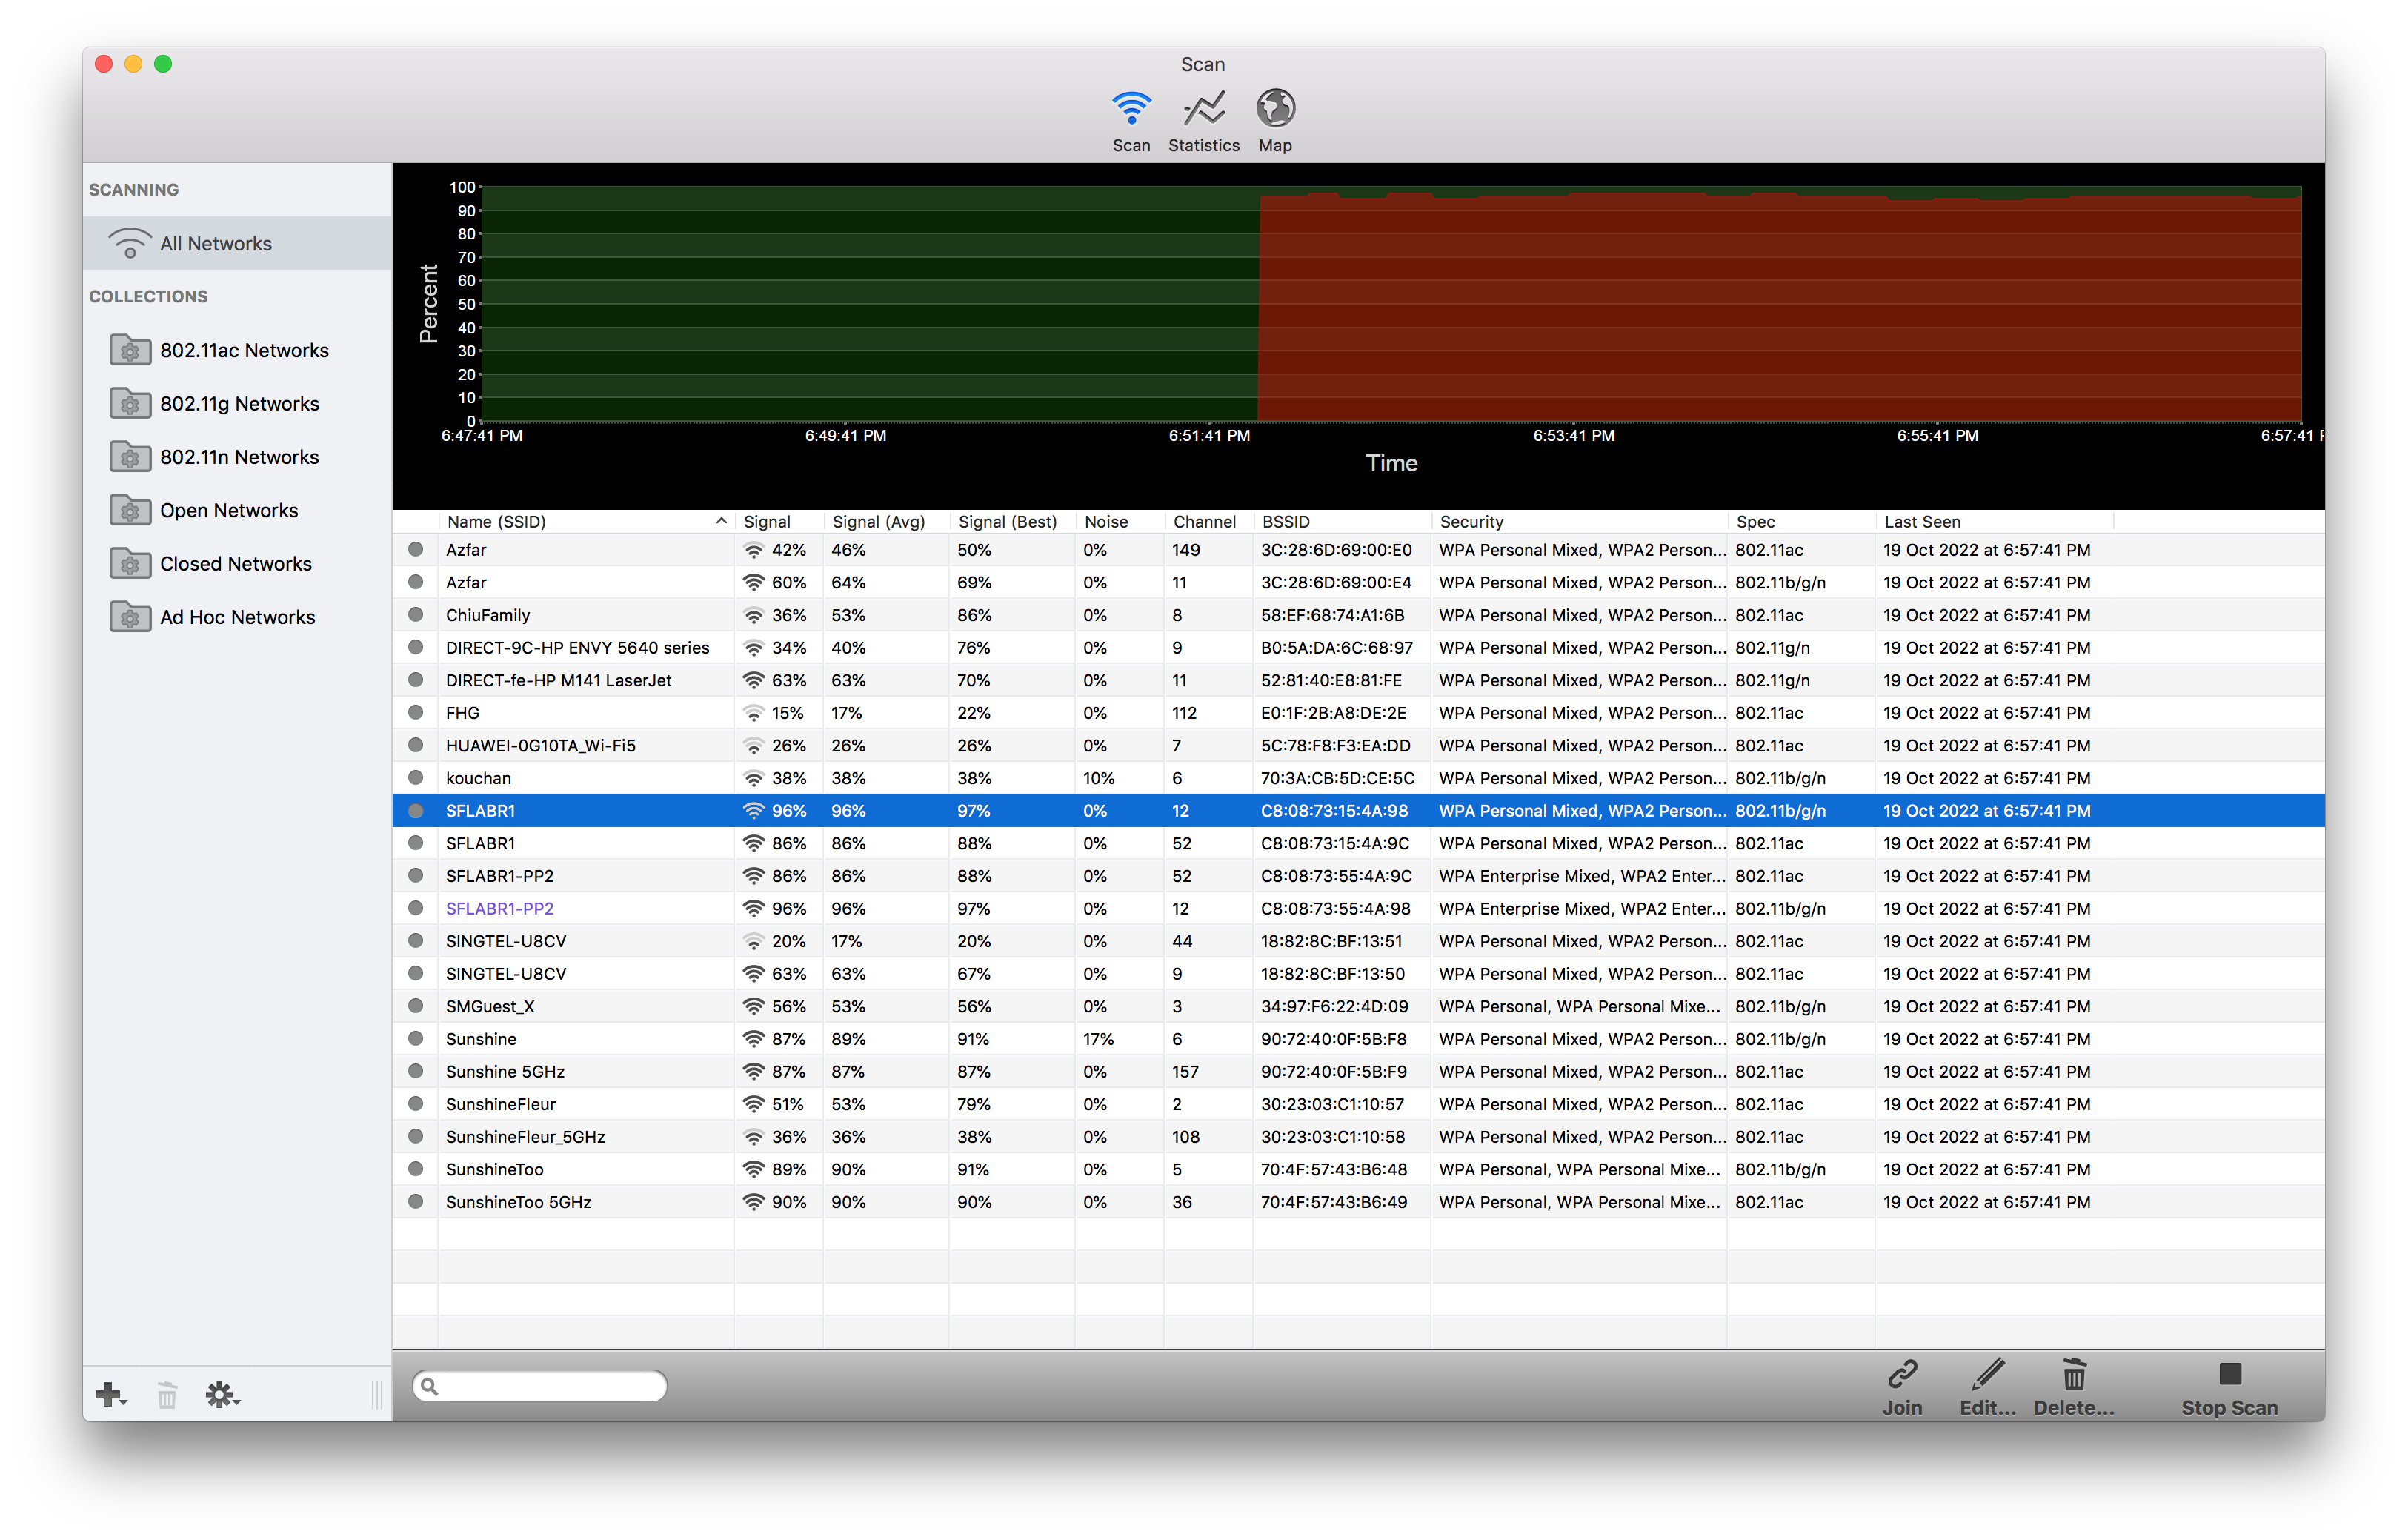 Scan
Scan Statistics Map
SCANNING
All Networks
COLLECTIONS
802.11ac Networks
802.11g Networks
802.11n Networks
Open Networks
Closed Networks
Ad Hoc Networks
Percent
100
90
80
70
60
50
40
30
20
10
0
6:47:41 PM 6:49:41 PM 6:51:41 PM 6:53:41 PM 6:55:41 PM 6:57:41 P
Time
Name (SSID) Signal Signal (Avg) Signal (Best) Noise Channel BSSID Security Spec Last Seen
Azfar 42% 46% 50% 0% 149 3C:28:6D:69:00:E0 WPA Personal Mixed, WPA2 Person... 802.11ac 19 Oct 2022 at 6:57:41 PM
Azfar 60% 64% 69% 0% 11 3C:28:6D:69:00:E4 WPA Personal Mixed, WPA2 Person... 802.11b/g/n 19 Oct 2022 at 6:57:41 PM
ChiuFamily 36% 53% 86% 0% 8 58:EF:68:74:A1:6B WPA Personal Mixed, WPA2 Person... 802.11ac 19 Oct 2022 at 6:57:41 PM
DIRECT-9C-HP ENVY 5640 series 34% 40% 76% 0% 9 B0:5A:DA:6C:68:97 WPA Personal Mixed, WPA2 Person... 802.11g/n 19 Oct 2022 at 6:57:41 PM
DIRECT-fe-HP M141 LaserJet 63% 63% 70% 0% 11 52:81:40:E8:81:FE WPA Personal Mixed, WPA2 Person... 802.11g/n 19 Oct 2022 at 6:57:41 PM
FHG 15% 17% 22% 0% 112 E0:1F:2B:A8:DE:2E WPA Personal Mixed, WPA2 Person... 802.11ac 19 Oct 2022 at 6:57:41 PM
HUAWEI-0G10TA_Wi-Fi5 26% 26% 26% 0% 7 5C:78:F8:F3:EA:DD WPA Personal Mixed, WPA2 Person... 802.11ac 19 Oct 2022 at 6:57:41 PM
kouchan 38% 38% 38% 10% 6 70:3A:CB:5D:CE:5C WPA Personal Mixed, WPA2 Person... 802.11b/g/n 19 Oct 2022 at 6:57:41 PM
SFLABR1 96% 96% 97% 0% 12 C8:08:73:15:4A:98 WPA Personal Mixed, WPA2 Person... 802.11b/g/n 19 Oct 2022 at 6:57:41 PM
SFLABR1 86% 86% 88% 0% 52 C8:08:73:15:4A:9C WPA Personal Mixed, WPA2 Person... 802.11ac 19 Oct 2022 at 6:57:41 PM
SFLABR1-PP2 86% 86% 88% 0% 52 C8:08:73:55:4A:9C WPA Enterprise Mixed, WPA2 Enter... 802.11ac 19 Oct 2022 at 6:57:41 PM
SFLABR1-PP2 96% 96% 97% 0% 12 C8:08:73:55:4A:98 WPA Enterprise Mixed, WPA2 Enter... 802.11b/g/n 19 Oct 2022 at 6:57:41 PM
SINGTEL-U8CV 20% 17% 20% 0% 44 18:82:8C:BF:13:51 WPA Personal Mixed, WPA2 Person... 802.11ac 19 Oct 2022 at 6:57:41 PM
SINGTEL-U8CV 63% 63% 67% 0% 9 18:82:8C:BF:13:50 WPA Personal Mixed, WPA2 Person... 802.11ac 19 Oct 2022 at 6:57:41 PM
SMGuest_X 56% 53% 56% 0% 3 34:97:F6:22:4D:09 WPA Personal, WPA Personal Mixe... 802.11b/g/n 19 Oct 2022 at 6:57:41 PM
Sunshine 87% 89% 91% 17% 6 90:72:40:0F:5B:F8 WPA Personal Mixed, WPA2 Person... 802.11b/g/n 19 Oct 2022 at 6:57:41 PM
Sunshine 5GHz 87% 87% 87% 0% 157 90:72:40:0F:5B:F9 WPA Personal Mixed, WPA2 Person... 802.11ac 19 Oct 2022 at 6:57:41 PM
SunshineFleur 51% 53% 79% 0% 2 30:23:03:C1:10:57 WPA Personal Mixed, WPA2 Person... 802.11ac 19 Oct 2022 at 6:57:41 PM
SunshineFleur_5GHz 36% 36% 38% 0% 108 30:23:03:C1:10:58 WPA Personal Mixed, WPA2 Person... 802.11ac 19 Oct 2022 at 6:57:41 PM
SunshineToo 89% 90% 91% 0% 5 70:4F:57:43:B6:48 WPA Personal, WPA Personal Mixe... 802.11b/g/n 19 Oct 2022 at 6:57:41 PM
SunshineToo 5GHz 90% 90% 90% 0% 36 70:4F:57:43:B6:49 WPA Personal, WPA Personal Mixe... 802.11ac 19 Oct 2022 at 6:57:41 PM
Join Edit... Delete... Stop Scan